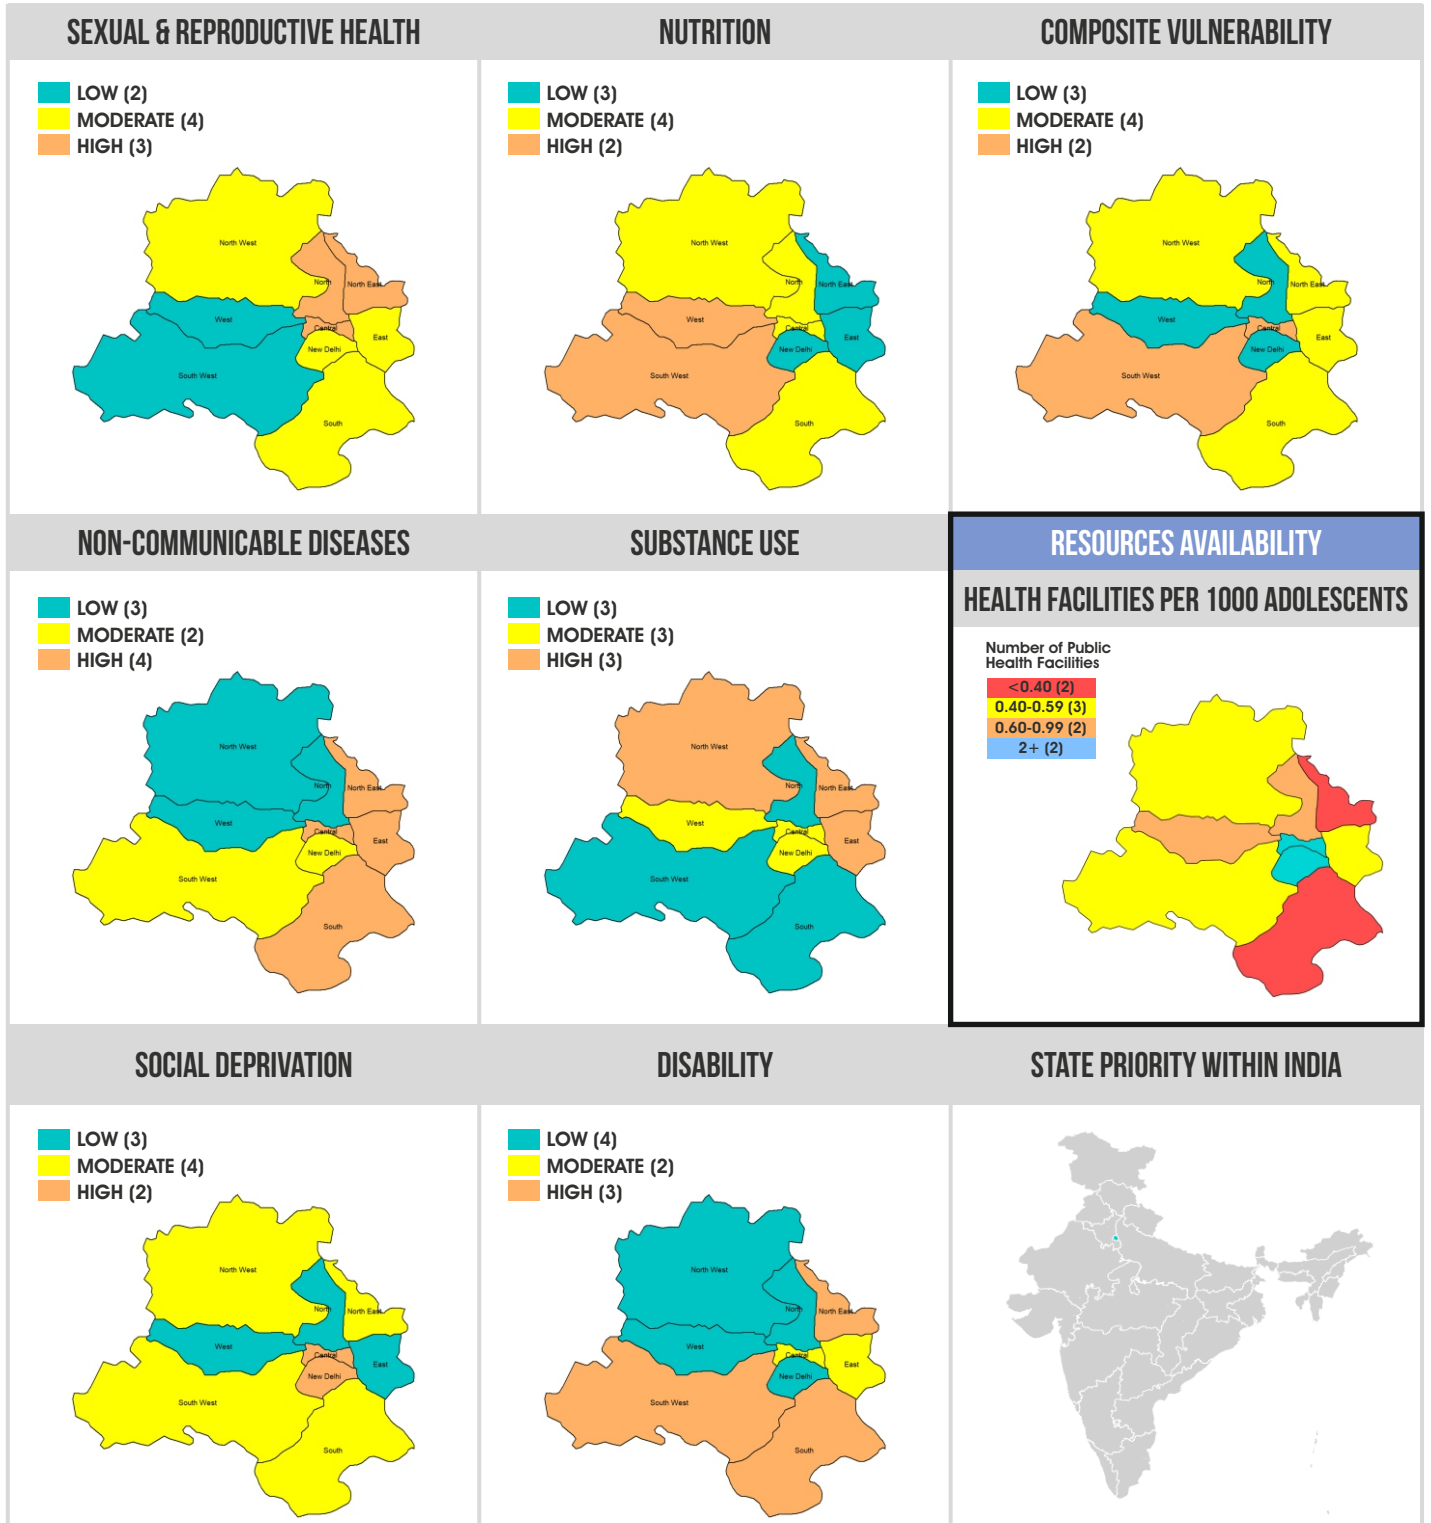 SEXUAL & REPRODUCTIVE HEALTH
LOW (2)
MODERATE (4)
HIGH (3)
North West
North
North East
West
Central
East
New Delhi
South West
South
NUTRITION
LOW (3)
MODERATE (4)
HIGH (2)
North West
North
North East
West
Central
East
New Delhi
South West
South
COMPOSITE VULNERABILITY
LOW (3)
MODERATE (4)
HIGH (2)
North West
North
North East
West
Central
East
New Delhi
South West
South
NON-COMMUNICABLE DISEASES
LOW (3)
MODERATE (2)
HIGH (4)
North West
North
North East
West
Central
East
New Delhi
South West
South
SUBSTANCE USE
LOW (3)
MODERATE (3)
HIGH (3)
North West
North
North East
West
Central
East
New Delhi
South West
South
RESOURCES AVAILABILITY
HEALTH FACILITIES PER 1000 ADOLESCENTS
Number of Public
Health Facilities
<0.40 (2)
0.40-0.59 (3)
0.60-0.99 (2)
2+ (2)
SOCIAL DEPRIVATION
LOW (3)
MODERATE (4)
HIGH (2)
North West
North
North East
West
Central
East
New Delhi
South West
South
DISABILITY
LOW (4)
MODERATE (2)
HIGH (3)
North West
North
North East
West
Central
East
New Delhi
South West
South
STATE PRIORITY WITHIN INDIA